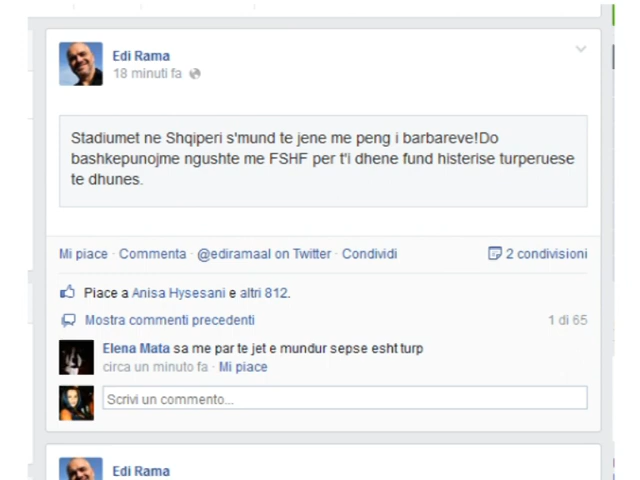 Edi Rama
18 minuti fa
Stadiumet ne Shqiperi s'mund te jene me peng i barbareve!Do
bashkepunojme ngushte me FSHF per t'i dhene fund histerise turperuese
te dhunes.
Mi piace · Commenta · @ediramaal on Twitter · Condividi
2 condivisioni
Piace a Anisa Hysesani e altri 812.
Mostra commenti precedenti
1 di 65
Elena Mata sa me par te jet e mundur sepse esht turp
circa un minuto fa · Mi piace
Scrivi un commento...
Edi Rama